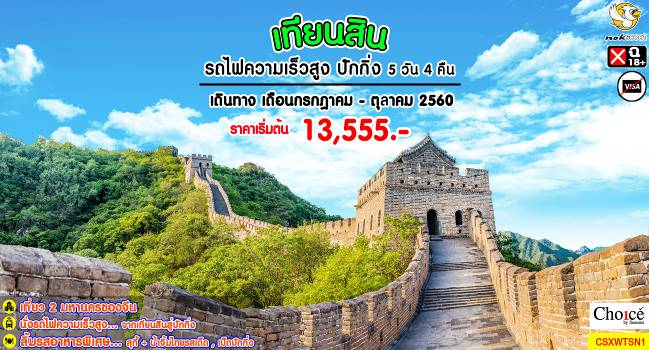 เทียนสิน
รถไฟความเร็วสูง ปักกิ่ง 5 วัน 4 คืน
เดินทาง เดือนกรกฎาคม - ตุลาคม 2560
ราคาเริ่มต้น 13,555.-
nokscoot
ฉ
18+
VISA
เที่ยว 2 มหานครของจีน
นั่งรถไฟความเร็วสูง... จากเทียนสินสู่ปักกิ่ง
ลิ้มรสอาหารพิเศษ... สุกี้ + น้ำจิ้มไทยรสเด็ด , เป็ดปักกิ่ง
Choicé
CSXWTSN1